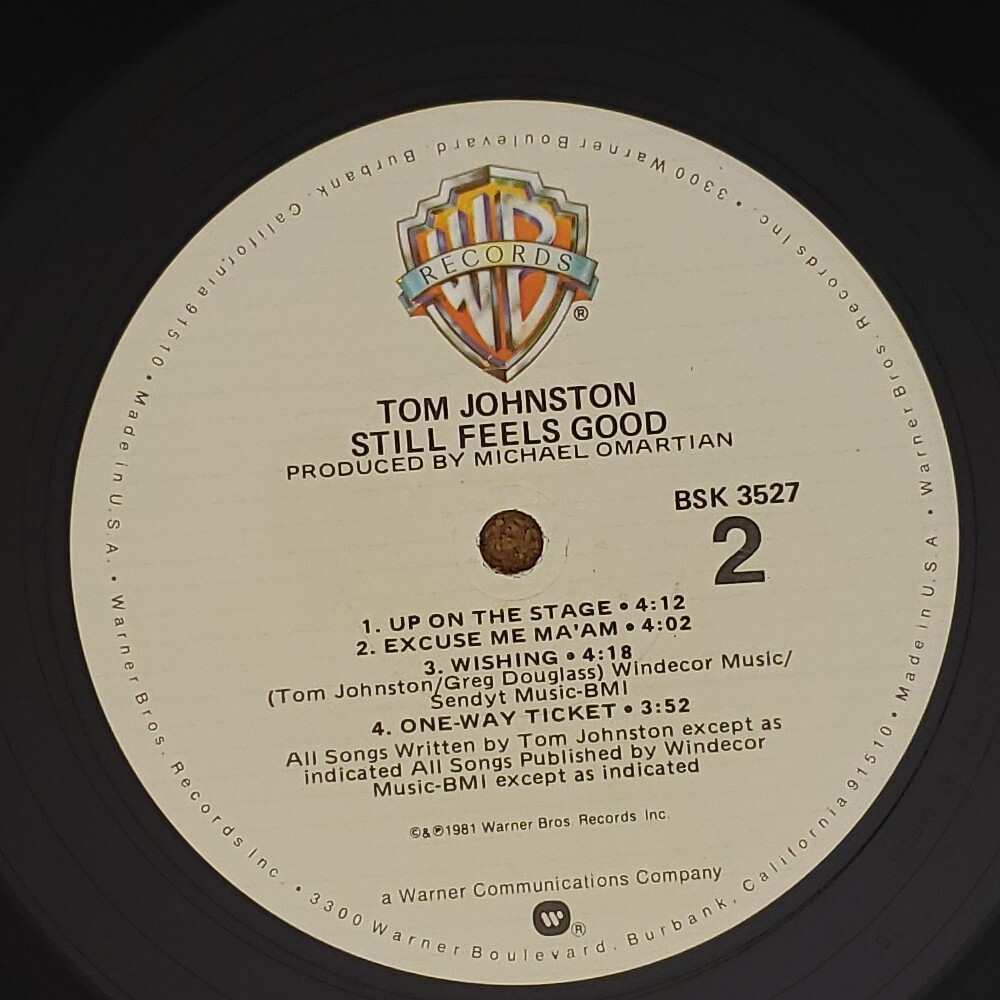 WB
RECORDS
®
TOM JOHNSTON
STILL FEELS GOOD
PRODUCED BY MICHAEL OMARTIAN
BSK 3527
2
1. UP ON THE STAGE • 4:12
2. EXCUSE ME MA'AM • 4:02
3. WISHING • 4:18
(Tom Johnston/Greg Douglass) Windecor Music/
Sendyt Music-BMI
4. ONE-WAY TICKET • 3:52
All Songs Written by Tom Johnston except as
indicated All Songs Published by Windecor
Music-BMI except as indicated
©&℗1981 Warner Bros. Records Inc.
a Warner Communications Company
W®
Warner Bros. Records Inc. • 3300 Warner Boulevard. Burbank, California 91510 • Made in U.S.A. • Warner Bros. Records Inc. • 3300 Warner Boulevard. Burbank, California 91510 • Made in U.S.A. •